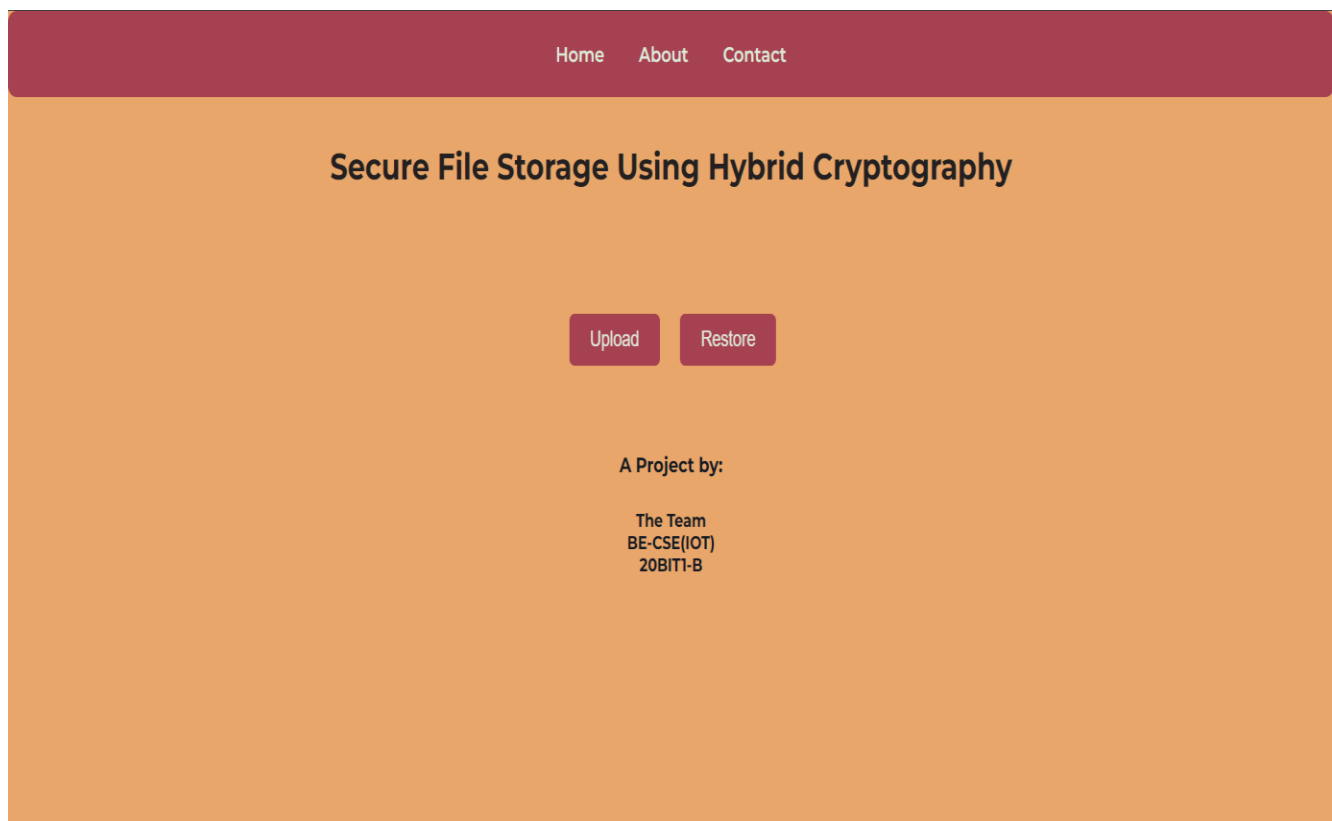 Home About Contact
Secure File Storage Using Hybrid Cryptography
Upload Restore
A Project by:
The Team
BE-CSE(IOT)
20BIT1-B